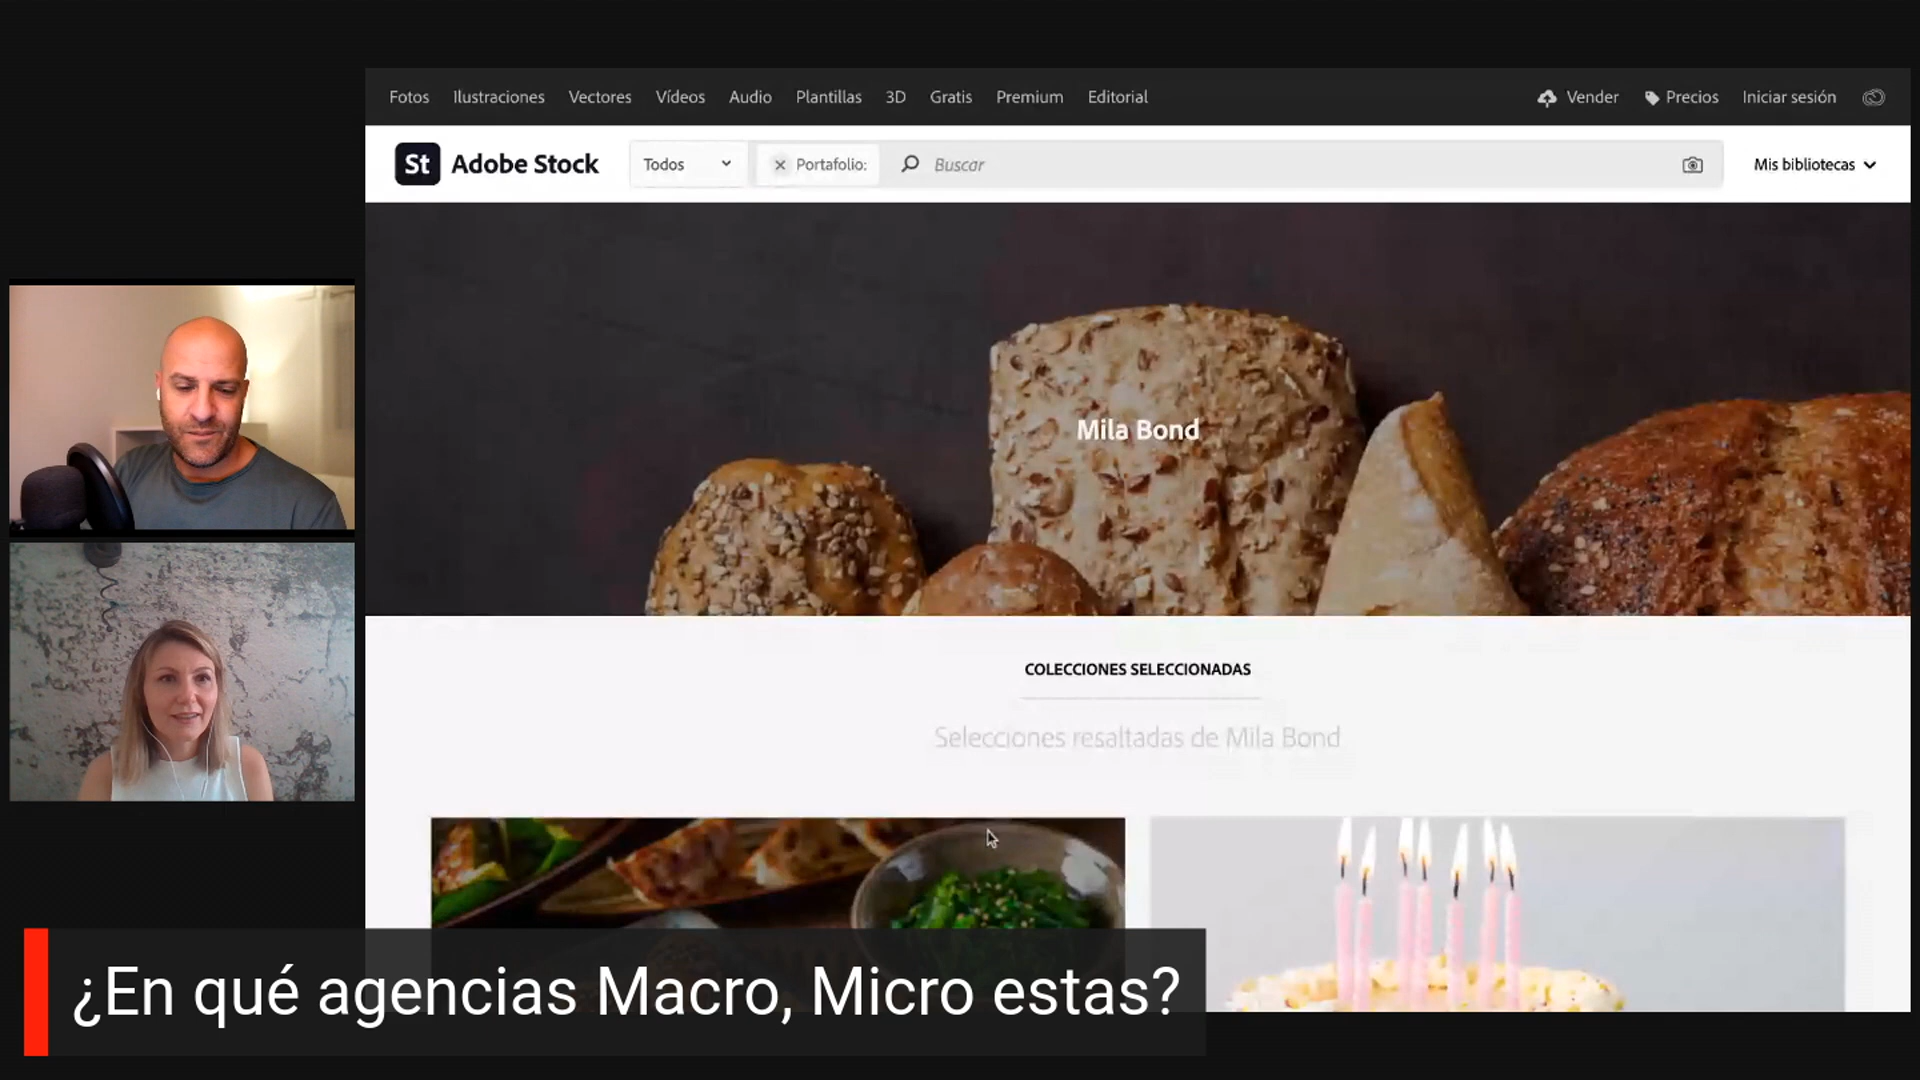 Fotos Ilustraciones Vectores Vídeos Audio Plantillas 3D Gratis Premium Editorial Vender Precios Iniciar sesión
St Adobe Stock Todos Portafolio: Buscar Mis bibliotecas
Mila Bond
COLECCIONES SELECCIONADAS
Selecciones resaltadas de Mila Bond
¿En qué agencias Macro, Micro estas?